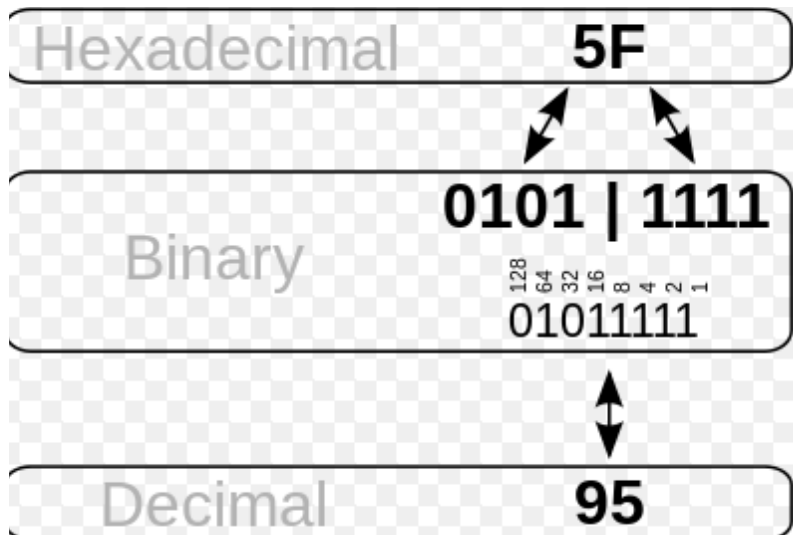 Hexadecimal 5F
0101 | 1111
Binary
128 64 32 16 8 4 2 1
01011111
Decimal 95